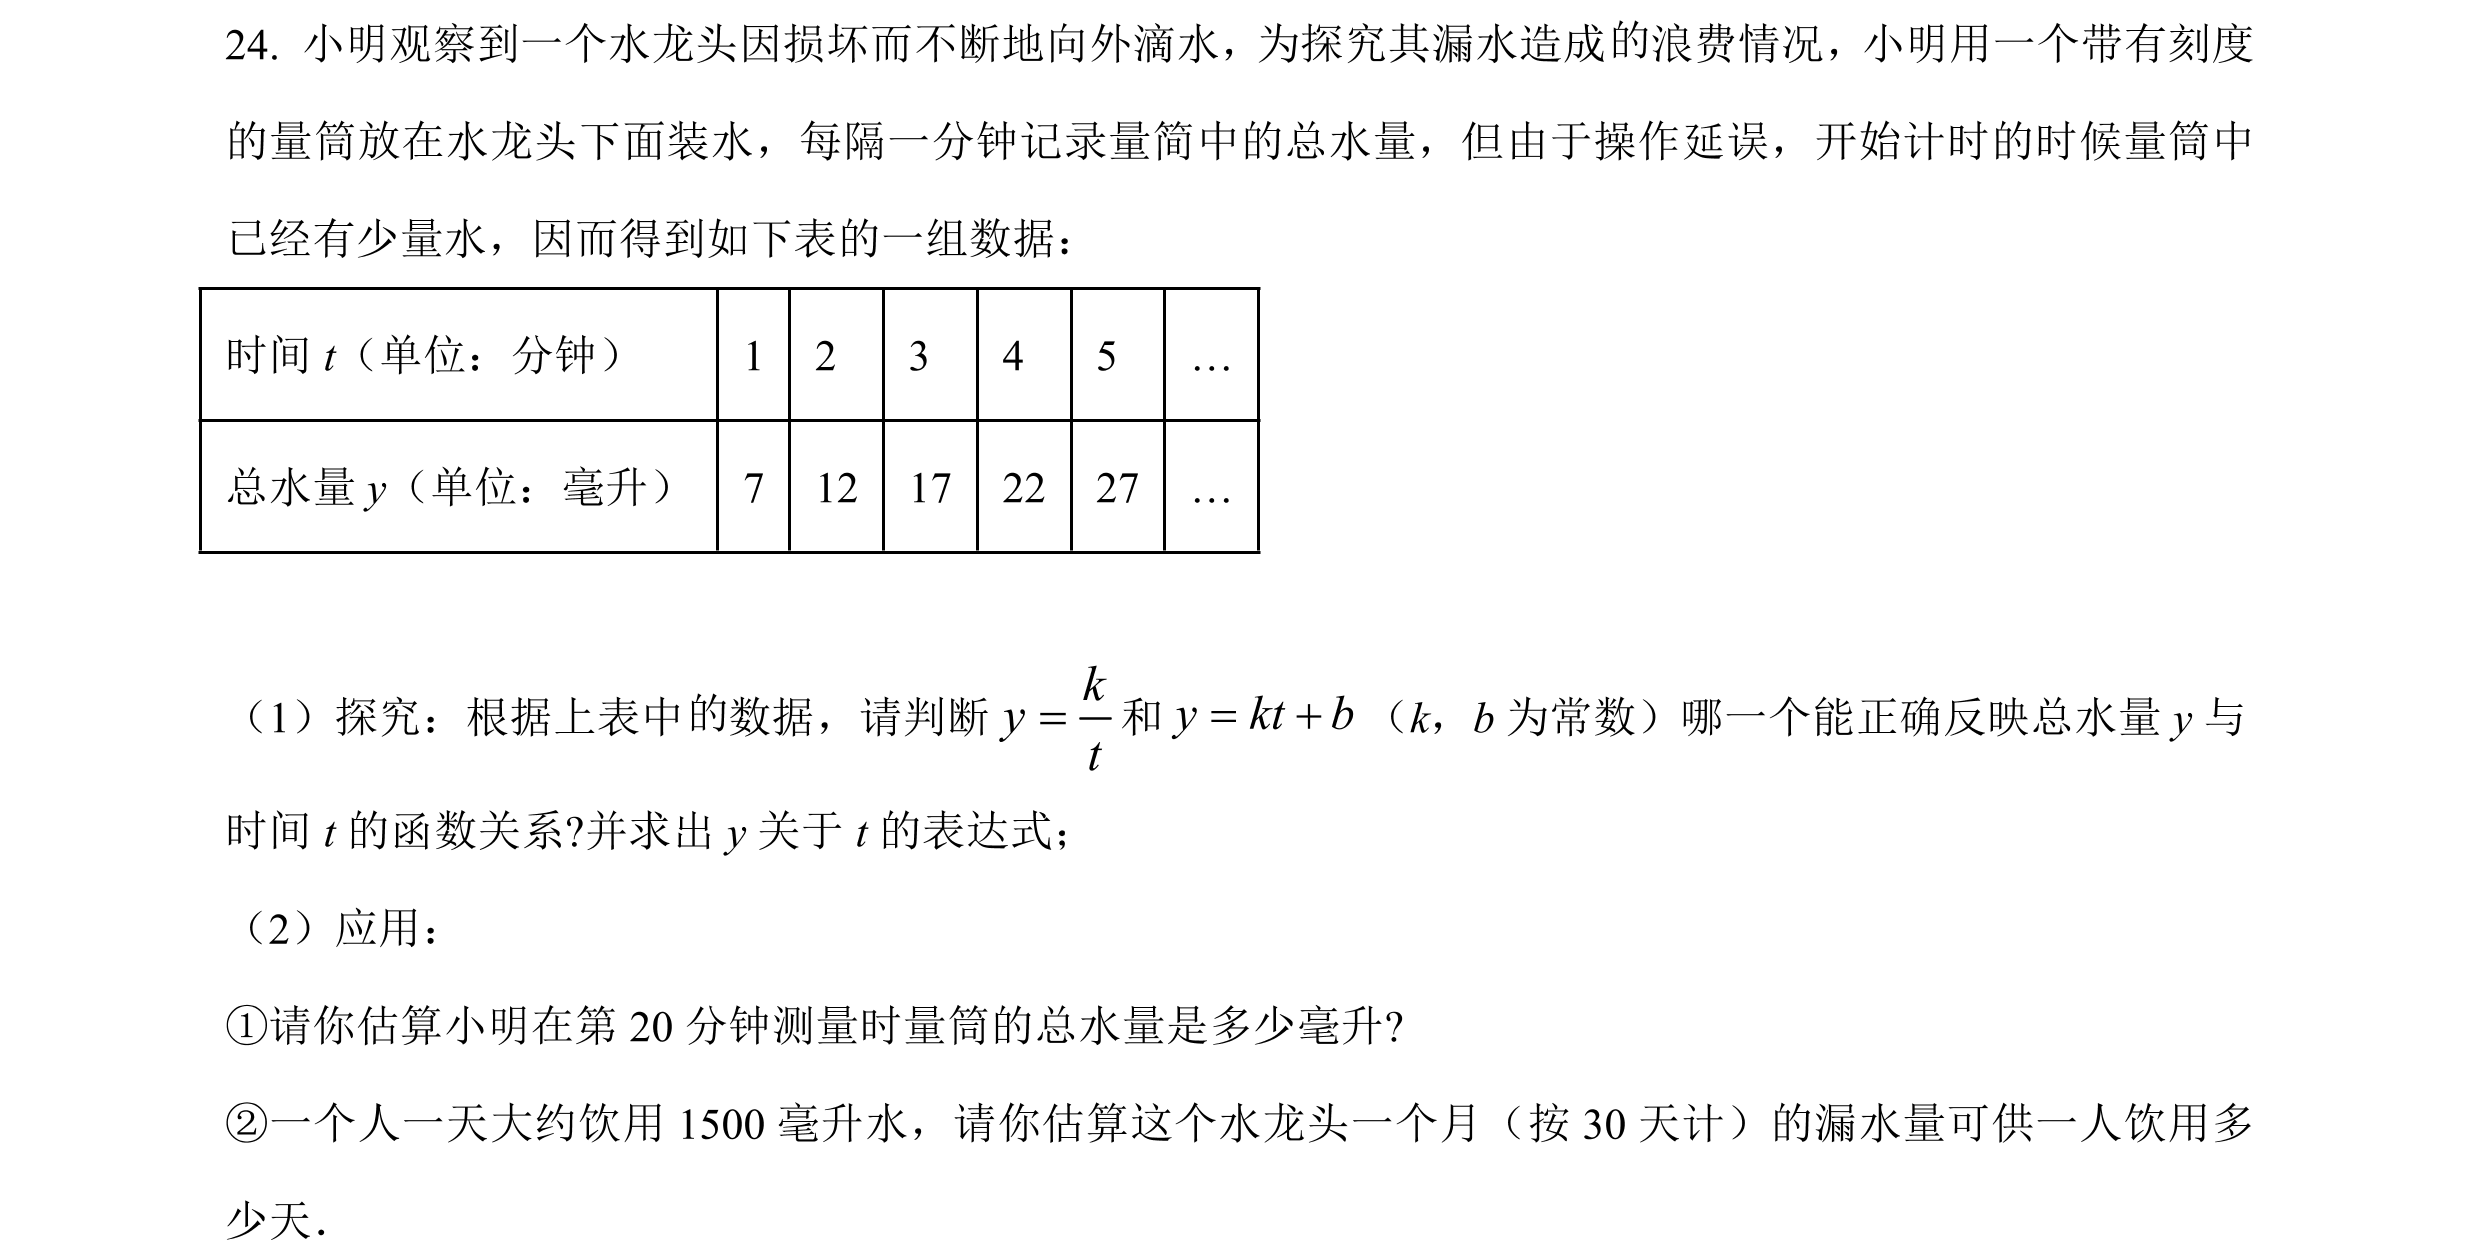 24. 小明观察到一个水龙头因损坏而不断地向外滴水，为探究其漏水造成的浪费情况，小明用一个带有刻度
的量筒放在水龙头下面装水，每隔一分钟记录量筒中的总水量，但由于操作延误，开始计时的时候量筒中
已经有少量水，因而得到如下表的一组数据：
时间 t（单位：分钟） 1 2 3 4 5 …
总水量 y（单位：毫升） 7 12 17 22 27 …
（1）探究：根据上表中的数据，请判断 y = k/t 和 y = kt + b （k，b 为常数）哪一个能正确反映总水量 y 与
时间 t 的函数关系?并求出 y 关于 t 的表达式；
（2）应用：
①请你估算小明在第 20 分钟测量时量筒的总水量是多少毫升?
②一个人一天大约饮用 1500 毫升水，请你估算这个水龙头一个月（按 30 天计）的漏水量可供一人饮用多
少天．